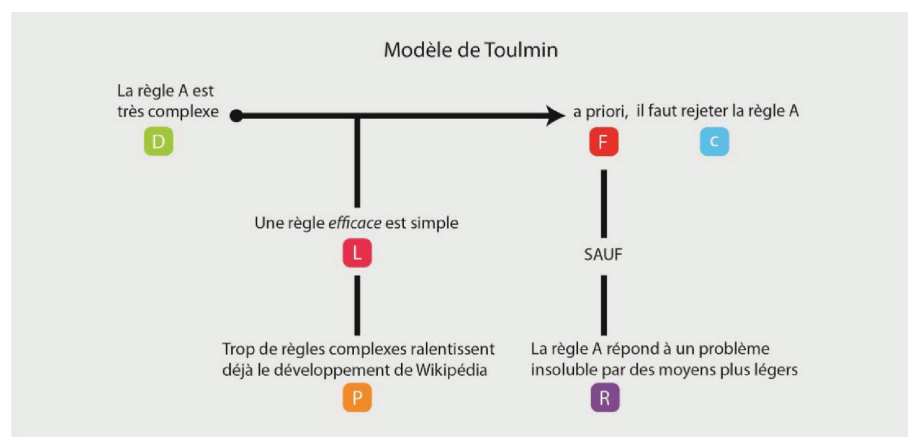 Modèle de Toulmin
La règle A est
très complexe
D
a priori, il faut rejeter la règle A
F
C
Une règle efficace est simple
L
SAUF
Trop de règles complexes ralentissent
déjà le développement de Wikipédia
P
La règle A répond à un problème
insoluble par des moyens plus légers
R